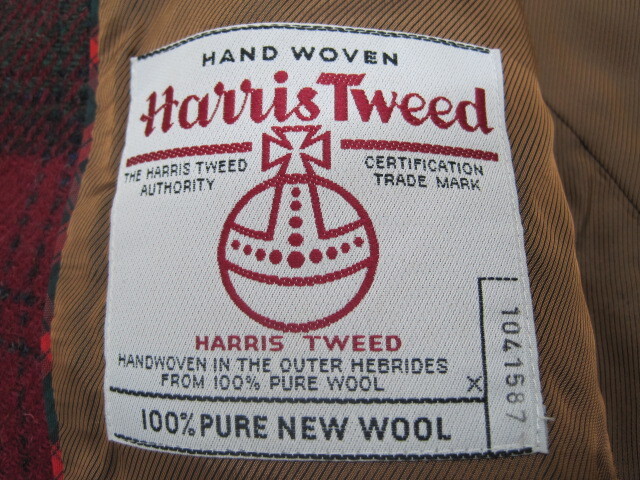 HAND WOVEN
Harris Tweed
THE HARRIS TWEED
AUTHORITY
CERTIFICATION
TRADE MARK
HARRIS TWEED
HANDWOVEN IN THE OUTER HEBRIDES
FROM 100% PURE WOOL
X
1041587
100% PURE NEW WOOL